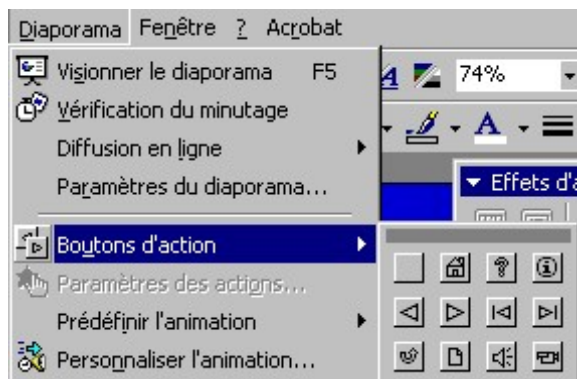 Diaporama Fenêtre ? Acrobat
Visionner le diaporama F5
74%
Vérification du minutage
Diffusion en ligne
Paramètres du diaporama...
Effets d'a
Boutons d'action
Paramètres des actions...
Prédéfinir l'animation
Personnaliser l'animation...